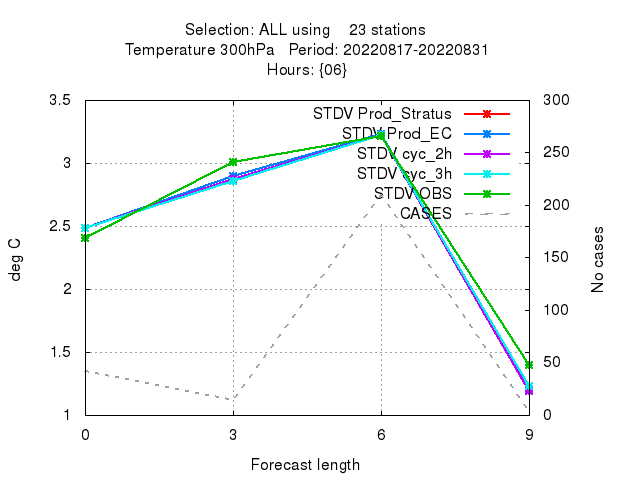 Selection: ALL using 23 stations
Temperature 300hPa Period: 20220817-20220831
Hours: {06}
3.5 300
STDV Prod_Stratus
STDV Prod_EC
STDV cyc_2h
STDV cyc_3h
STDV OBS
CASES
3 250
2.5 200
2 150
1.5 100
1 50
0
deg C
No cases
0 3 6 9
Forecast length